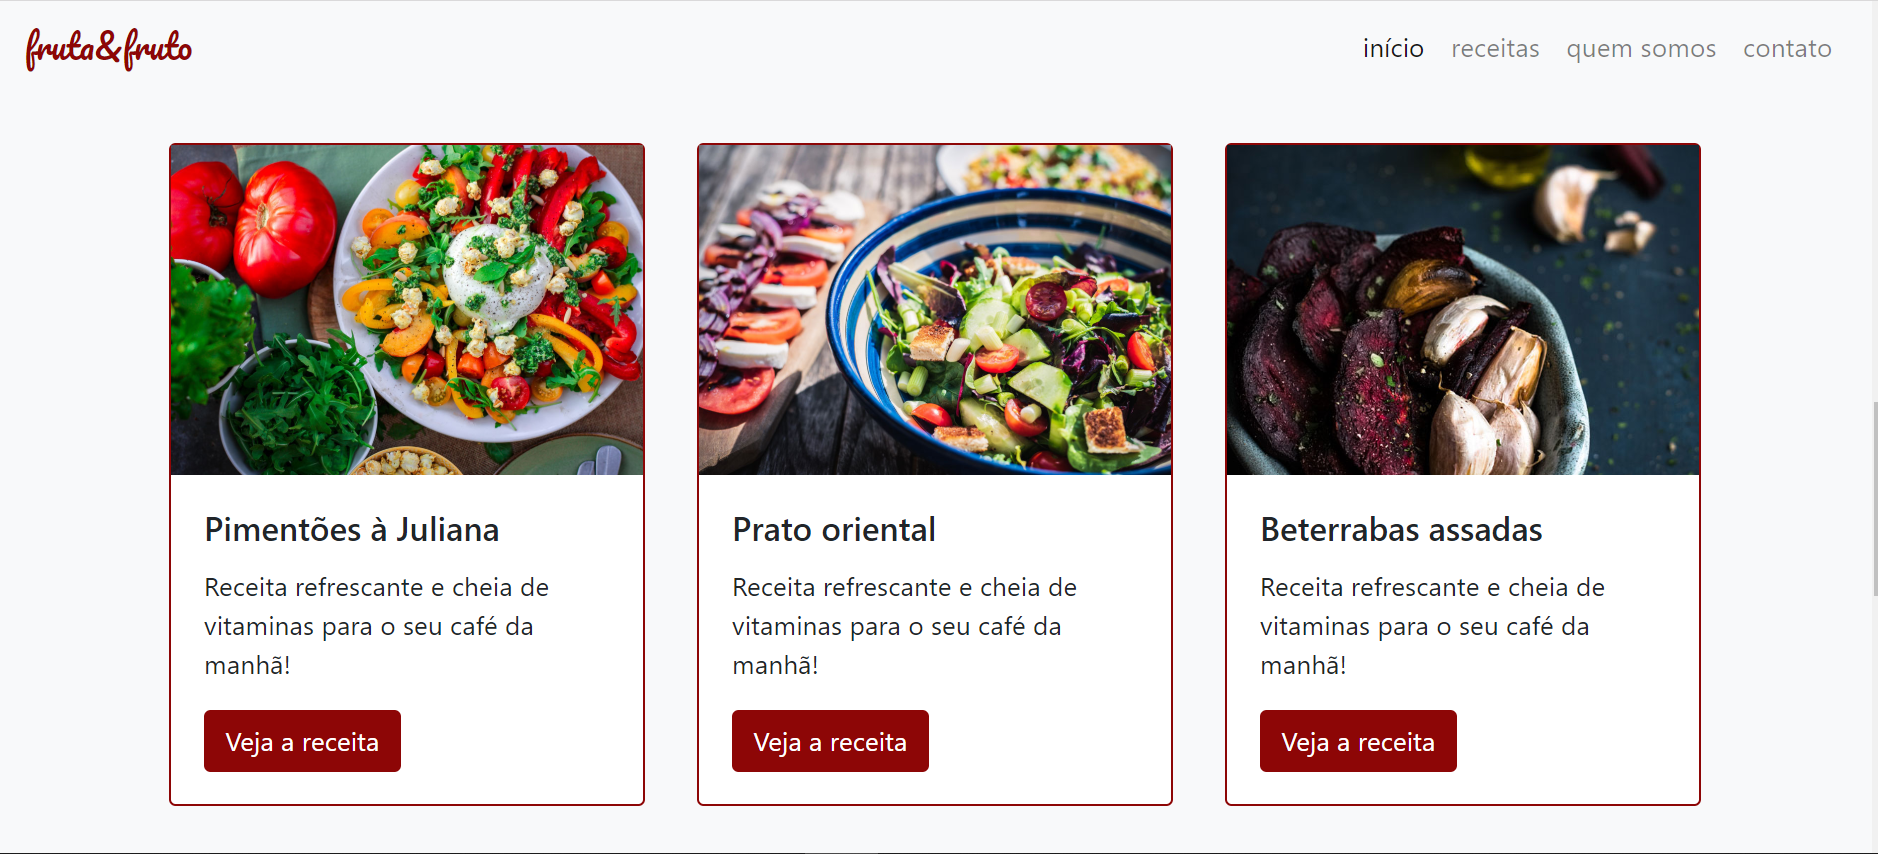 fruta&fruto
início receitas quem somos contato
Pimentões à Juliana
Receita refrescante e cheia de
vitaminas para o seu café da
manhã!
Veja a receita
Prato oriental
Receita refrescante e cheia de
vitaminas para o seu café da
manhã!
Veja a receita
Beterrabas assadas
Receita refrescante e cheia de
vitaminas para o seu café da
manhã!
Veja a receita